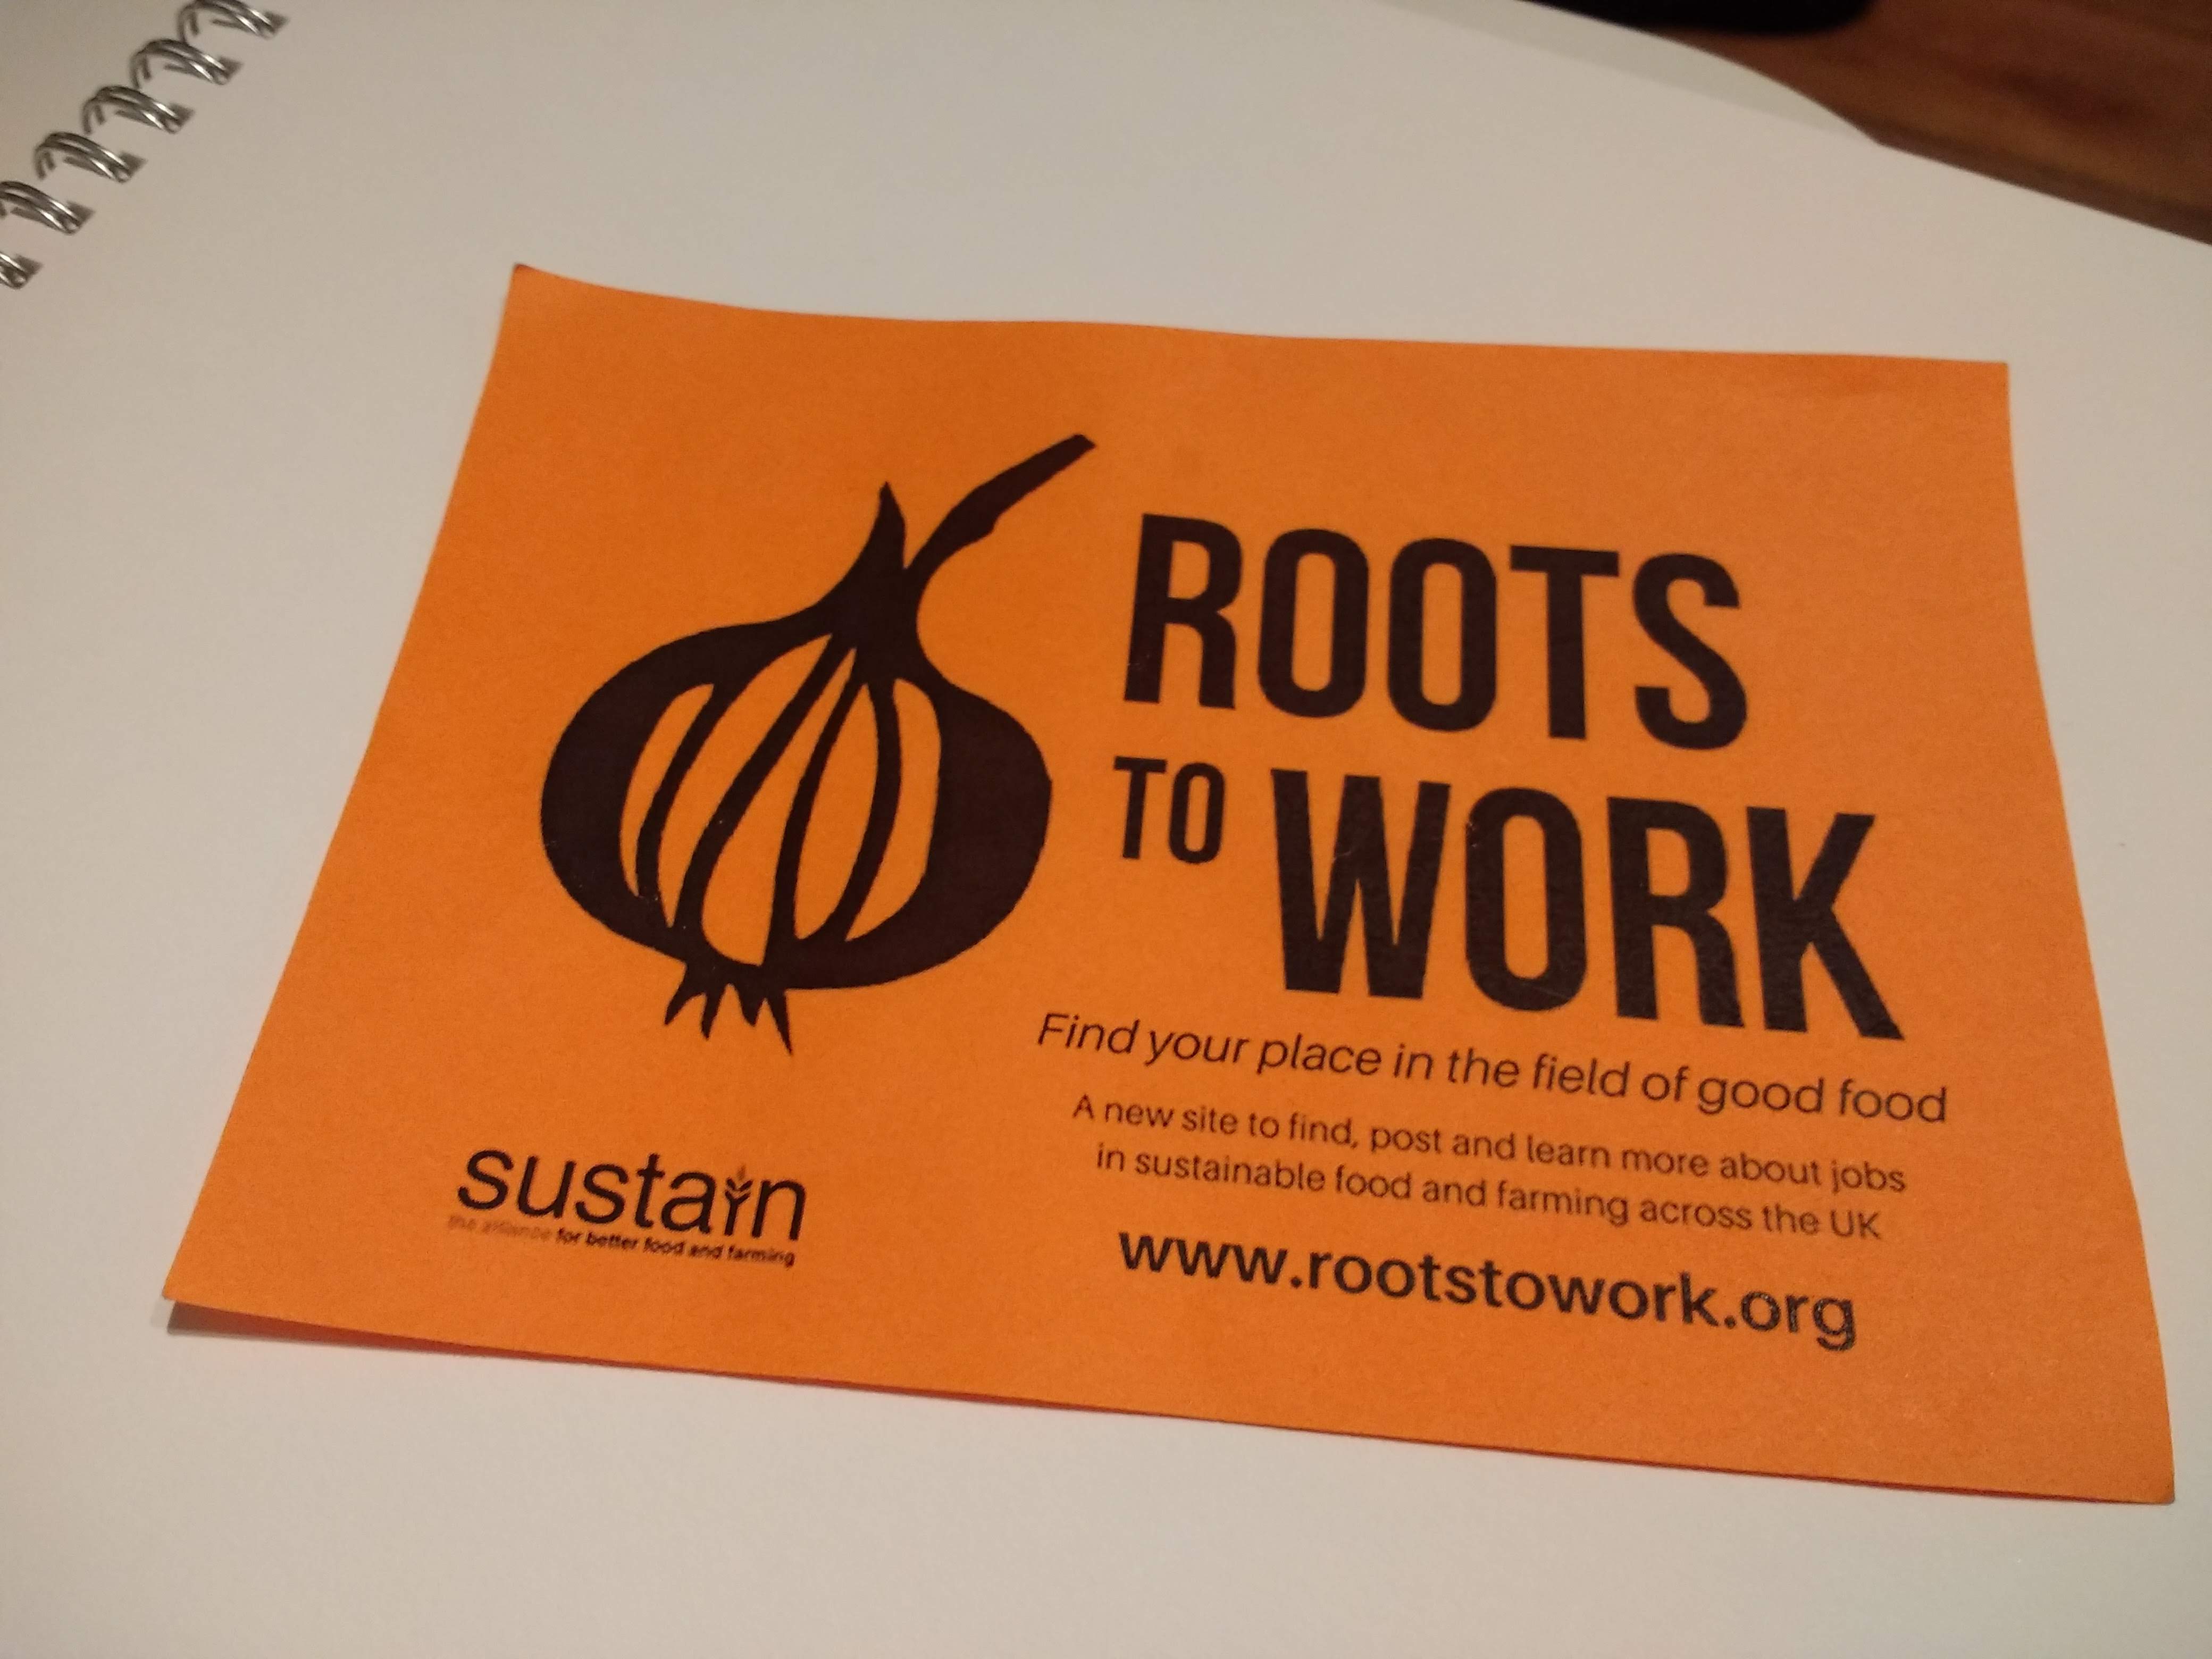 ROOTS
TO WORK
Find your place in the field of good food
A new site to find, post and learn more about jobs
in sustainable food and farming across the UK
www.rootstowork.org
sustain
the alliance for better food and farming